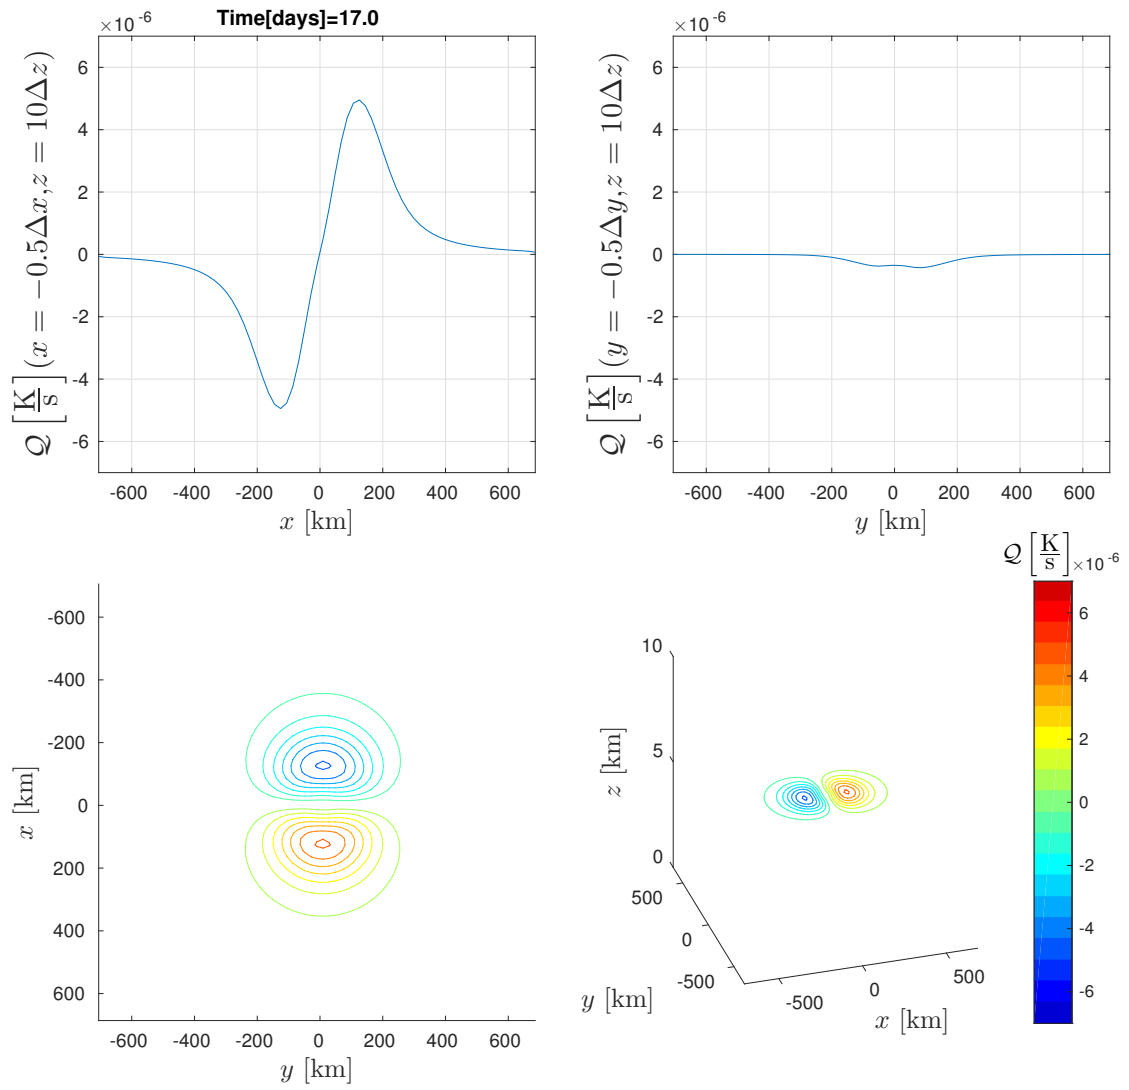 Time[days]=17.0
×10 -6
6
4
2
0
-2
-4
-6
-600 -400 -200 0 200 400 600
x [km]
𝒬 [K/s] (x = −0.5Δx,z = 10Δz)
×10 -6
6
4
2
0
-2
-4
-6
-600 -400 -200 0 200 400 600
y [km]
𝒬 [K/s] (y = −0.5Δy,z = 10Δz)
-600
-400
-200
0
200
400
600
x [km]
-600 -400 -200 0 200 400 600
y [km]
10
5
0
z [km]
500
0
-500
y [km]
-500 0 500
x [km]
𝒬 [K/s]
×10 -6
6
4
2
0
-2
-4
-6